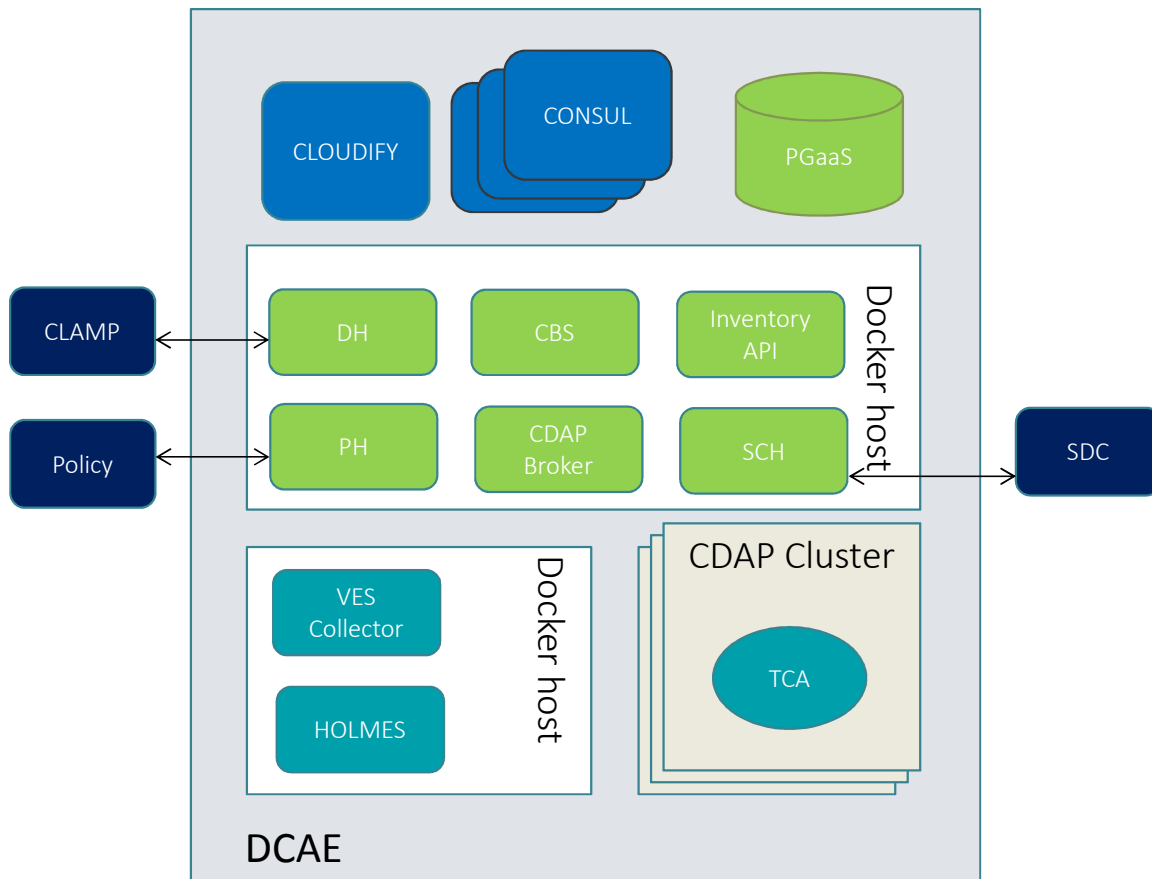 CLOUDIFY
CONSUL
PGaaS
CLAMP
DH
CBS
Inventory
API
Docker host
Policy
PH
CDAP
Broker
SCH
SDC
VES
Collector
HOLMES
Docker host
CDAP Cluster
TCA
DCAE